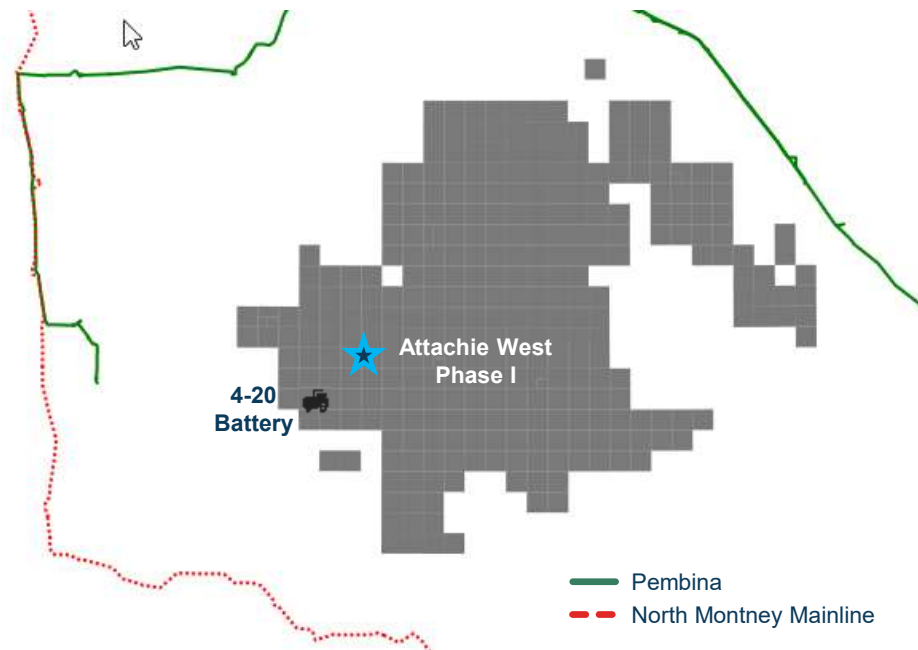 Attachie West
Phase I
4-20
Battery
Pembina
North Montney Mainline